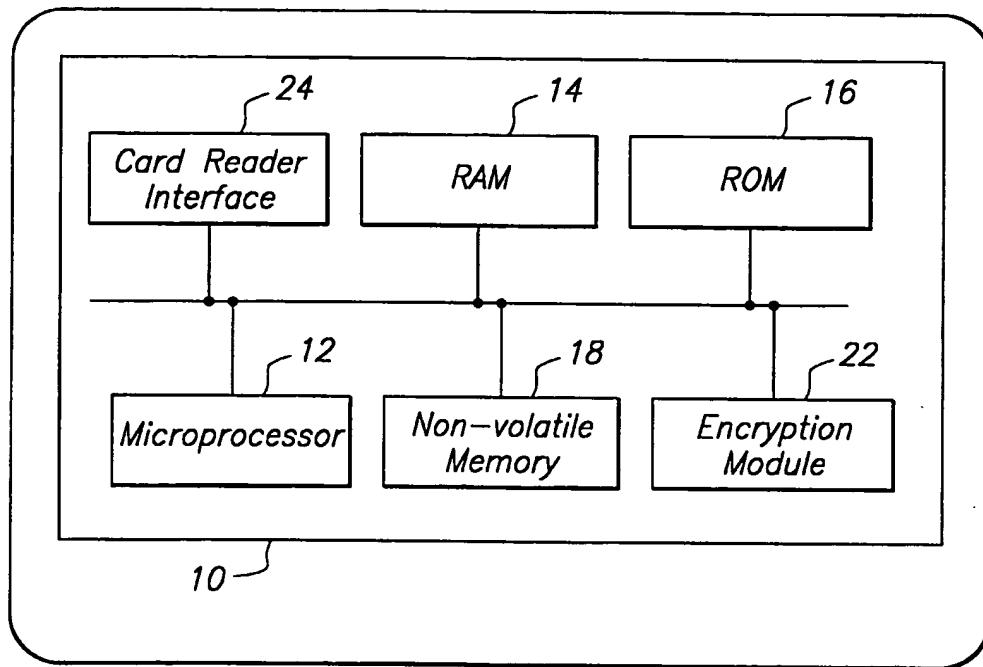 24
14
16
Card Reader
Interface
RAM
ROM
12
18
22
Microprocessor
Non-volatile
Memory
Encryption
Module
10